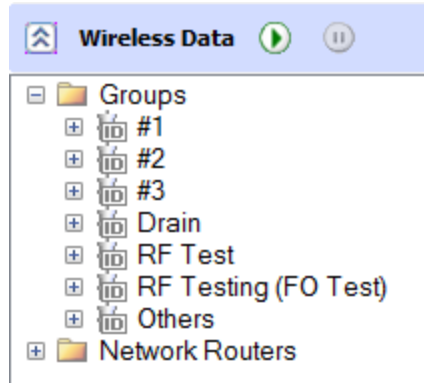 Wireless Data
Groups
#1
#2
#3
Drain
RF Test
RF Testing (FO Test)
Others
Network Routers